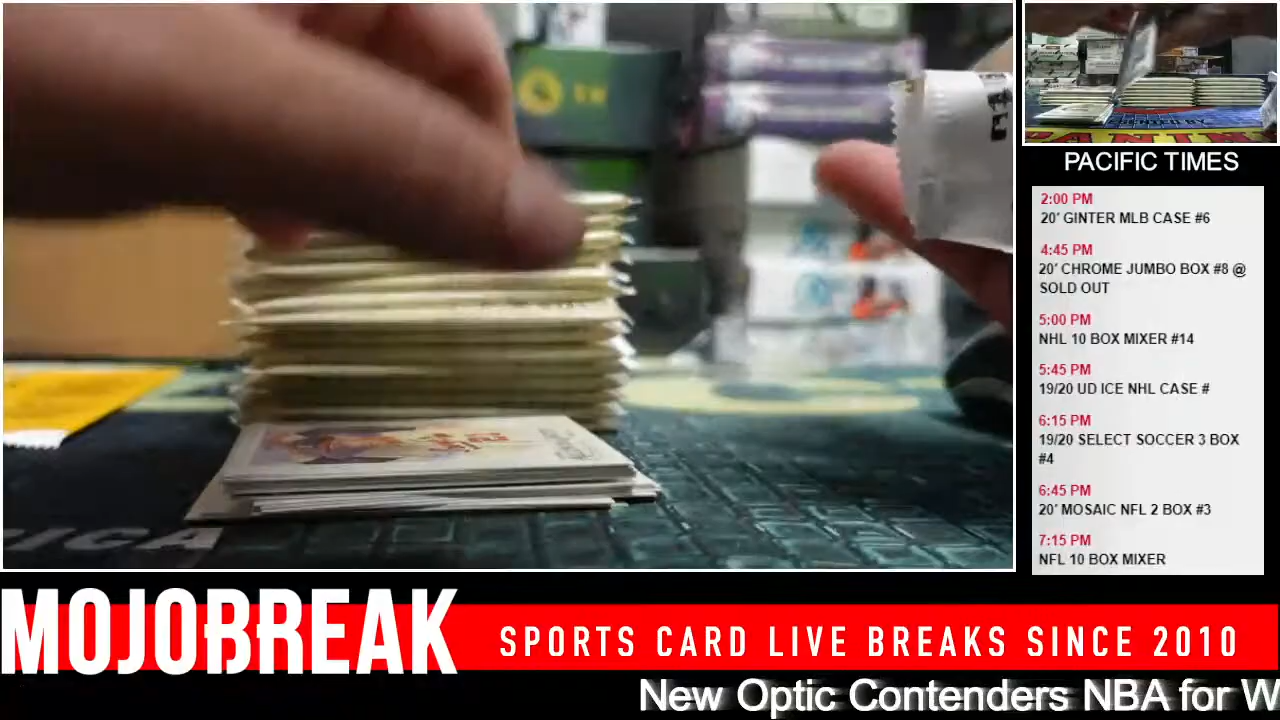 PACIFIC TIMES
2:00 PM
20' GINTER MLB CASE #6
4:45 PM
20' CHROME JUMBO BOX #8 @
SOLD OUT
5:00 PM
NHL 10 BOX MIXER #14
5:45 PM
19/20 UD ICE NHL CASE #
6:15 PM
19/20 SELECT SOCCER 3 BOX
#4
6:45 PM
20' MOSAIC NFL 2 BOX #3
7:15 PM
NFL 10 BOX MIXER
MOJOBREAK
SPORTS CARD LIVE BREAKS SINCE 2010
New Optic Contenders NBA for W